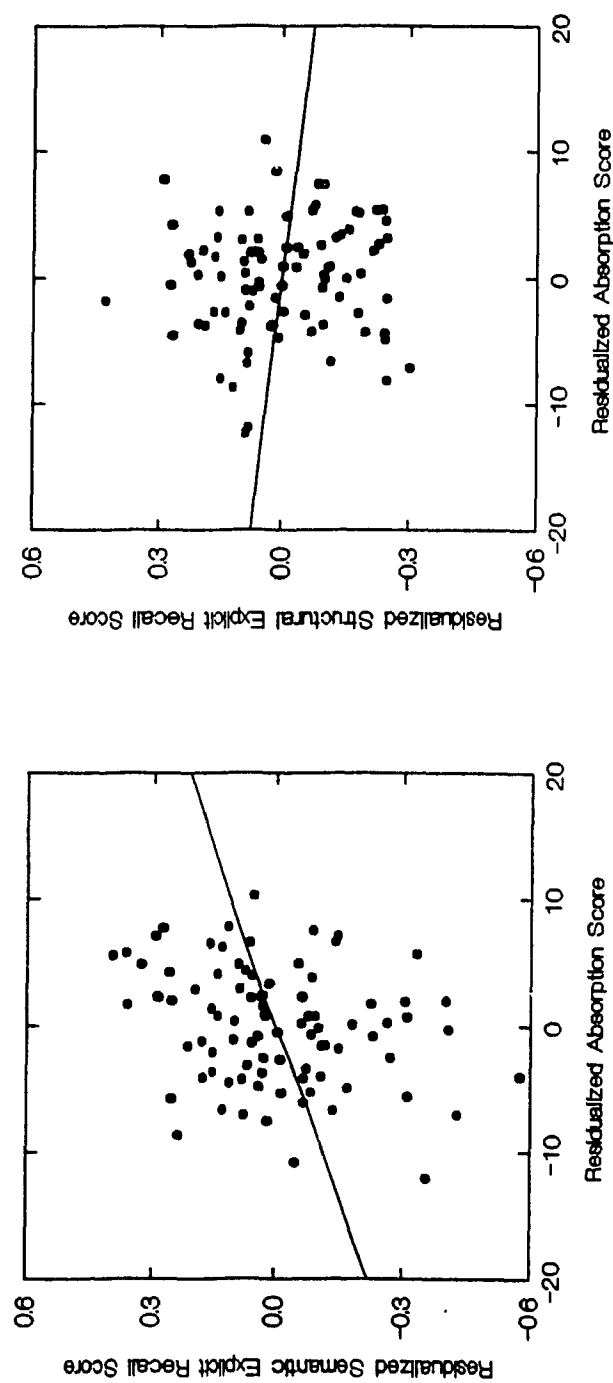 Residualized Semantic Explicit Recall Score
0.6
0.3
0.0
-0.3
-0.6
-20 -10 0 10 20
Residualized Absorption Score
Residualized Structural Explicit Recall Score
0.6
0.3
0.0
-0.3
-0.6
-20 -10 0 10 20
Residualized Absorption Score